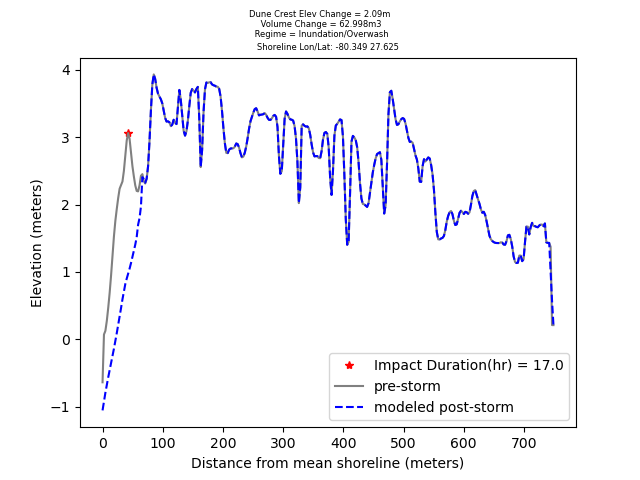 Dune Crest Elev Change = 2.09m
Volume Change = 62.998m3
Regime = Inundation/Overwash
Shoreline Lon/Lat: -80.349 27.625
4
3
2
1
0
−1
Elevation (meters)
Impact Duration(hr) = 17.0
pre-storm
modeled post-storm
0 100 200 300 400 500 600 700
Distance from mean shoreline (meters)